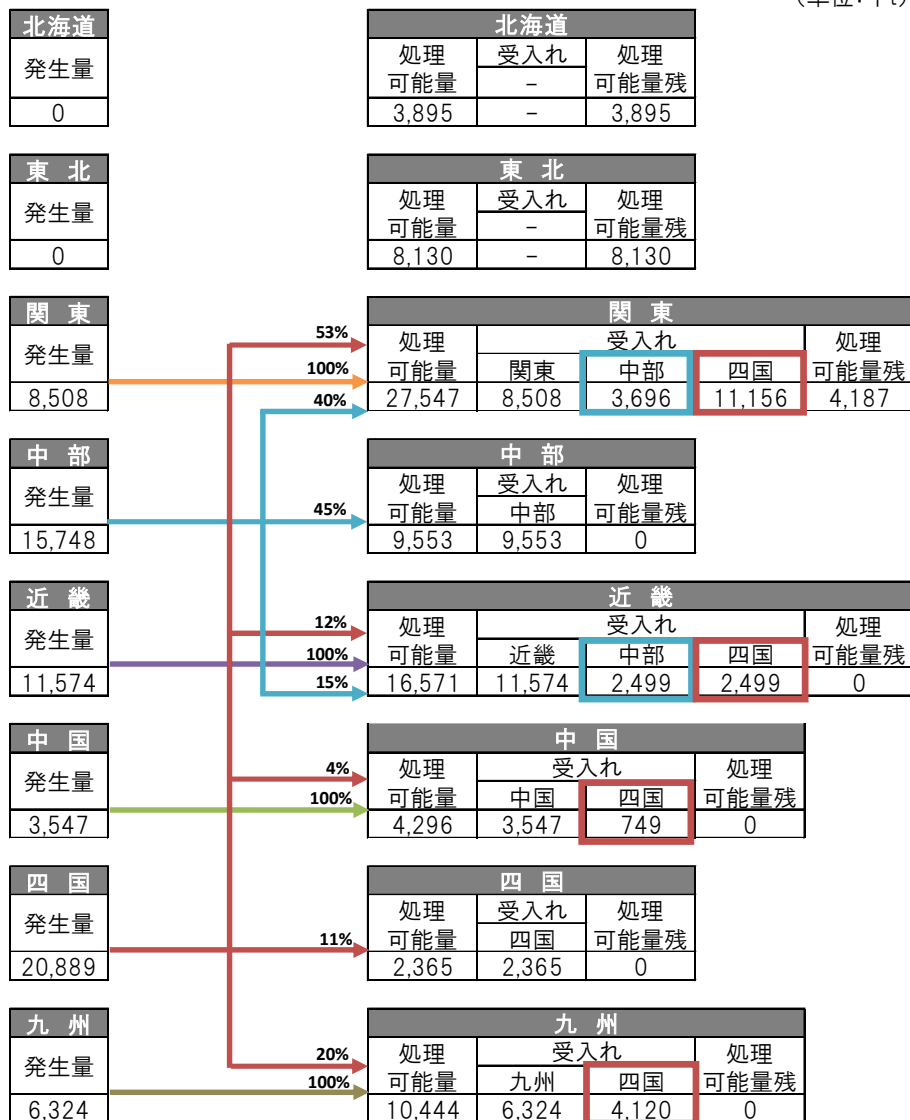 北海道
発生量
0
北海道
処理 受入れ 処理
可能量 － 可能量残
3,895 － 3,895
東 北
発生量
0
東 北
処理 受入れ 処理
可能量 － 可能量残
8,130 － 8,130
関 東
発生量
8,508
53%
100%
40%
関 東
処理 受入れ 処理
可能量 関東 中部 四国 可能量残
27,547 8,508 3,696 11,156 4,187
中 部
発生量
15,748
45%
中 部
処理 受入れ 処理
可能量 中部 可能量残
9,553 9,553 0
近 畿
発生量
11,574
12%
100%
15%
近 畿
処理 受入れ 処理
可能量 近畿 中部 四国 可能量残
16,571 11,574 2,499 2,499 0
中 国
発生量
3,547
4%
100%
中 国
処理 受入れ 処理
可能量 中国 四国 可能量残
4,296 3,547 749 0
四 国
発生量
20,889
11%
四 国
処理 受入れ 処理
可能量 四国 可能量残
2,365 2,365 0
九 州
発生量
6,324
20%
100%
九 州
処理 受入れ 処理
可能量 九州 四国 可能量残
10,444 6,324 4,120 0